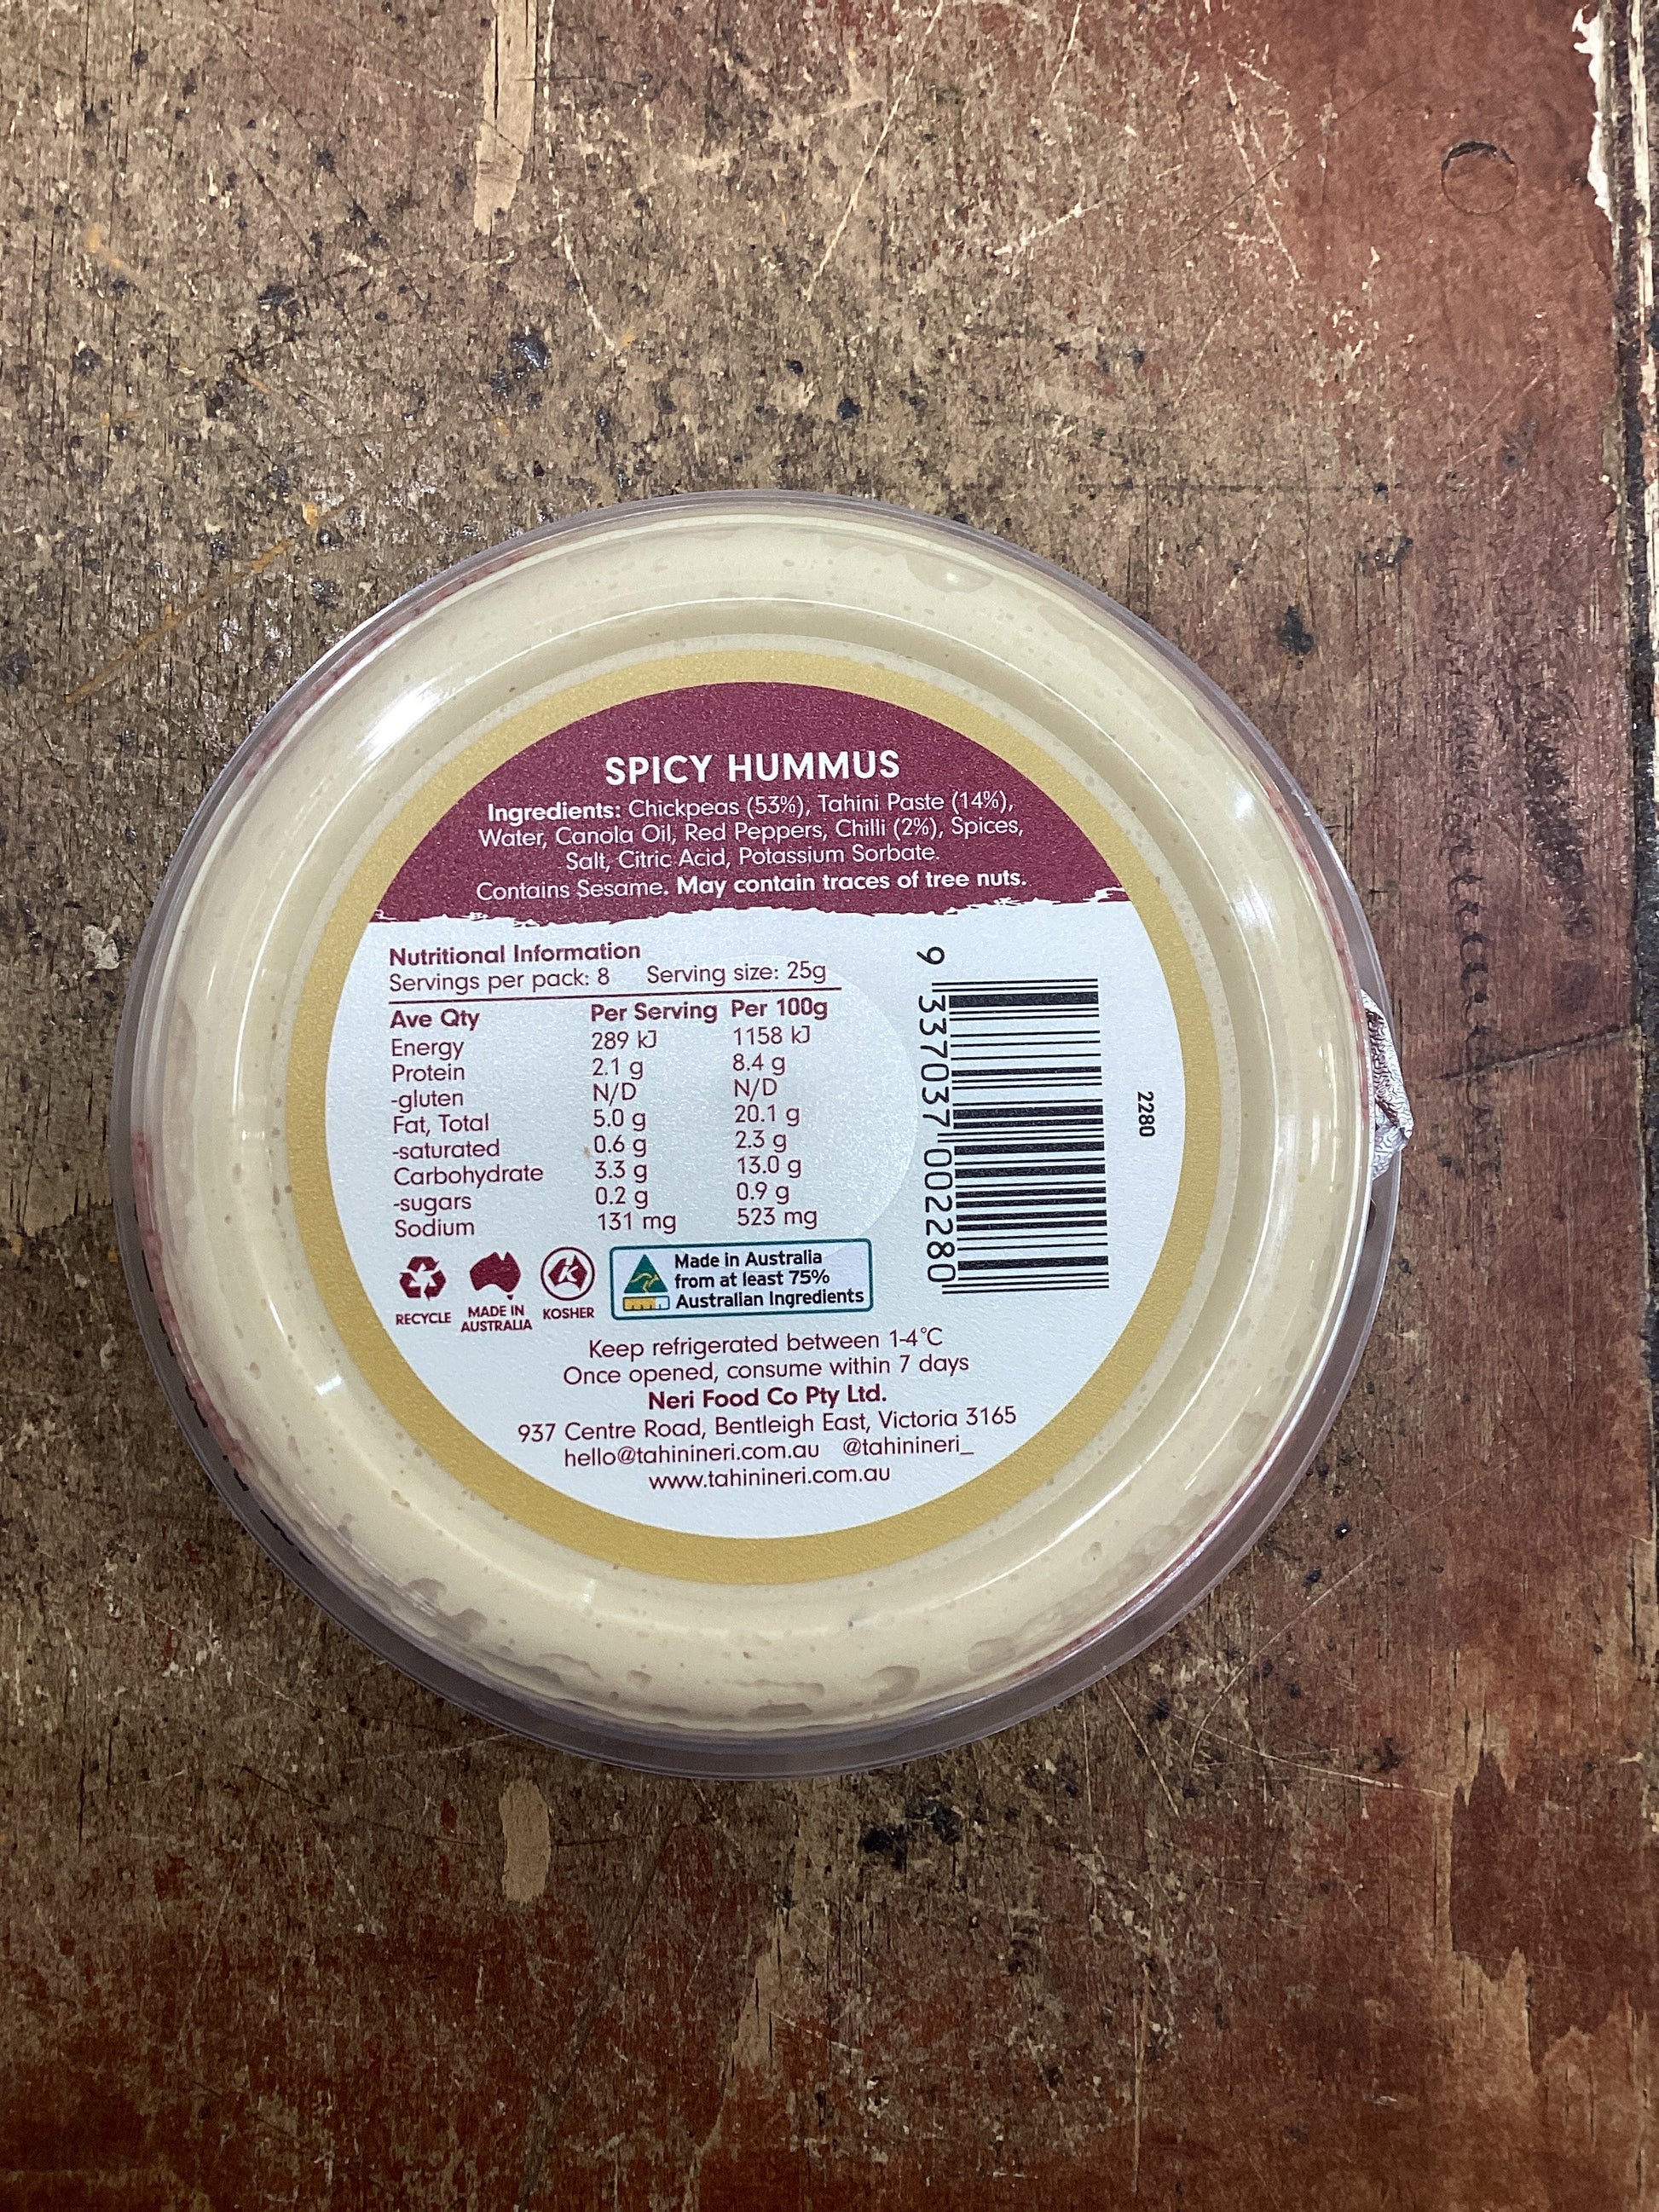 SPICY HUMMUS
Ingredients: Chickpeas (53%), Tahini Paste (14%),
Water, Canola Oil, Red Peppers, Chilli (2%), Spices,
Salt, Citric Acid, Potassium Sorbate.
Contains Sesame. May contain traces of tree nuts.
Nutritional Information
Servings per pack: 8 Serving size: 25g
Ave Qty Per Serving Per 100g
Energy 289 kJ 1158 kJ
Protein 2.1 g 8.4 g
-gluten N/D N/D
Fat, Total 5.0 g 20.1 g
-saturated 0.6 g 2.3 g
Carbohydrate 3.3 g 13.0 g
-sugars 0.2 g 0.9 g
Sodium 131 mg 523 mg
9 337037 002280
2280
RECYCLE
MADE IN
AUSTRALIA
KOSHER
Made in Australia
from at least 75%
Australian Ingredients
Keep refrigerated between 1-4°C
Once opened, consume within 7 days
Neri Food Co Pty Ltd.
937 Centre Road, Bentleigh East, Victoria 3165
hello@tahinineri.com.au @tahinineri_
www.tahinineri.com.au